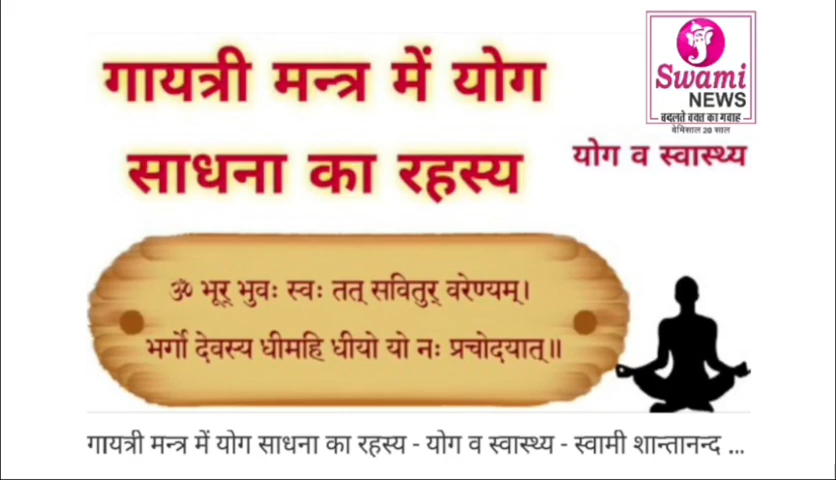 गायत्री मन्त्र में योग
साधना का रहस्य
Swami
NEWS
बदलते वक्त का गवाह
बेमिसाल 20 साल
योग व स्वास्थ्य
ॐ भूर् भुवः स्वः तत् सवितुर् वरेण्यम्।
भर्गो देवस्य धीमहि धीयो यो नः प्रचोदयात्॥
गायत्री मन्त्र में योग साधना का रहस्य - योग व स्वास्थ्य - स्वामी शान्तानन्द ...